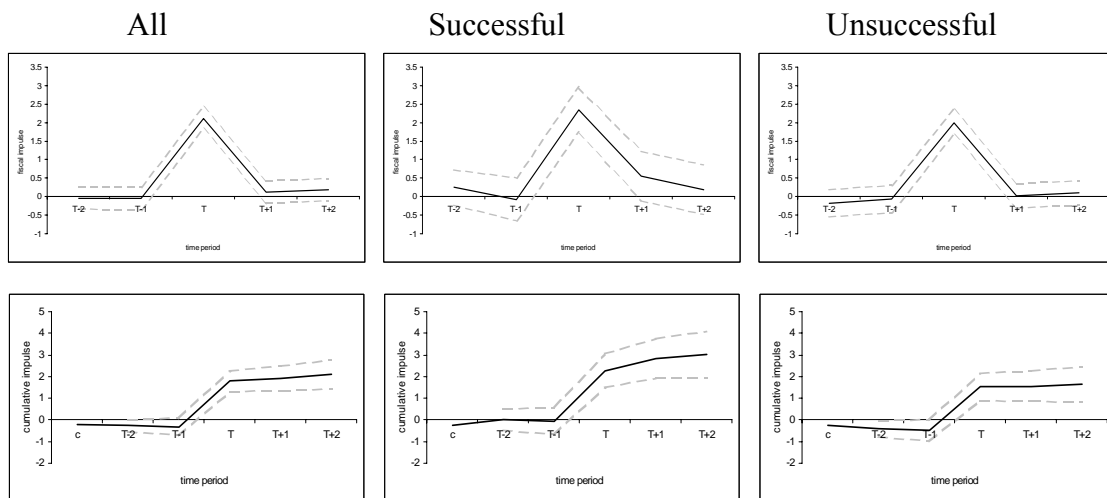 All Successful Unsuccessful
3.5 3.5 3.5
3 3 3
2.5 2.5 2.5
2 2 2
1.5 1.5 1.5
1 1 1
0.5 0.5 0.5
0 0 0
T-2 T-1 T T+1 T+2 T-2 T-1 T T+1 T+2 T-2 T-1 T T+1 T+2
-0.5 -0.5 -0.5
-1 -1 -1
fiscal impulse fiscal impulse fiscal impulse
time period time period time period
5 5 5
4 4 4
3 3 3
2 2 2
1 1 1
0 0 0
c T-2 T-1 T T+1 T+2 c T-2 T-1 T T+1 T+2 c T-2 T-1 T T+1 T+2
-1 -1 -1
-2 -2 -2
cumulative impulse cumulative impulse cumulative impulse
time period time period time period